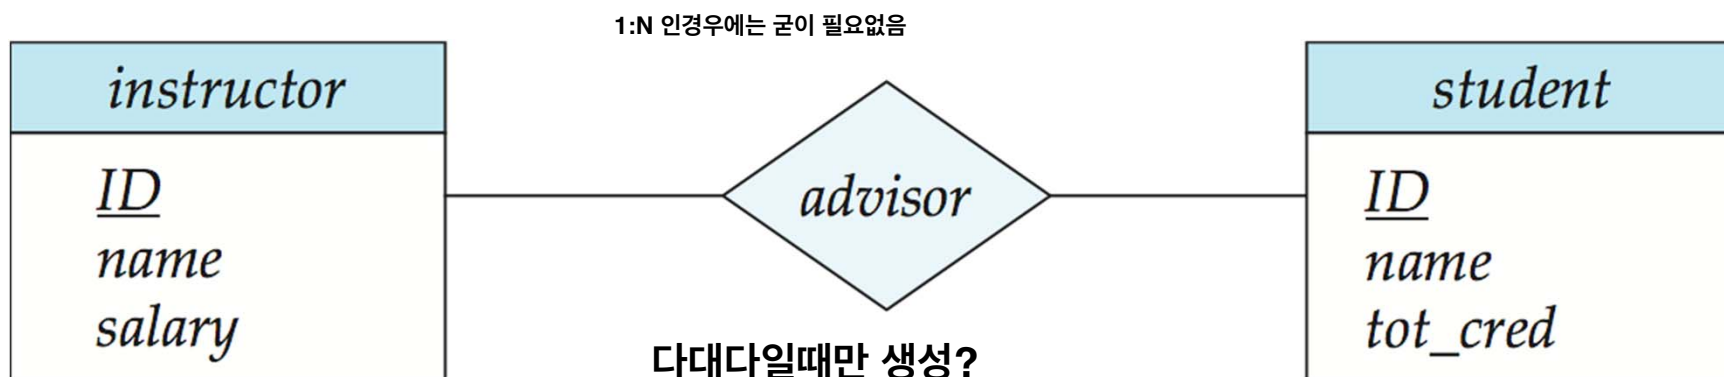 1:N 인경우에는 굳이 필요없음
instructor
ID
name
salary
advisor
student
ID
name
tot_cred
다대다일때만 생성?